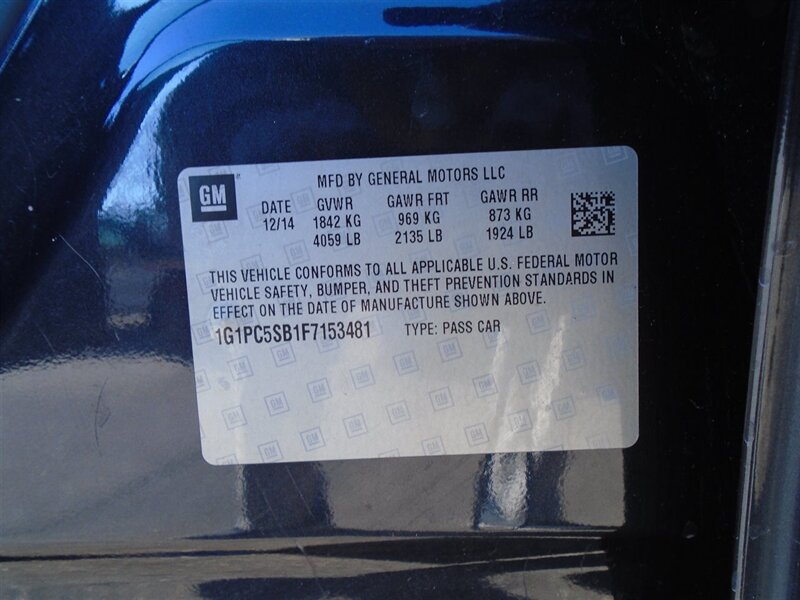 GM
MFD BY GENERAL MOTORS LLC
DATE GVWR GAWR FRT GAWR RR
12/14 1842 KG 969 KG 873 KG
4059 LB 2135 LB 1924 LB
THIS VEHICLE CONFORMS TO ALL APPLICABLE U.S. FEDERAL MOTOR
VEHICLE SAFETY, BUMPER, AND THEFT PREVENTION STANDARDS IN
EFFECT ON THE DATE OF MANUFACTURE SHOWN ABOVE.
1G1PC5SB1F7153481 TYPE: PASS CAR